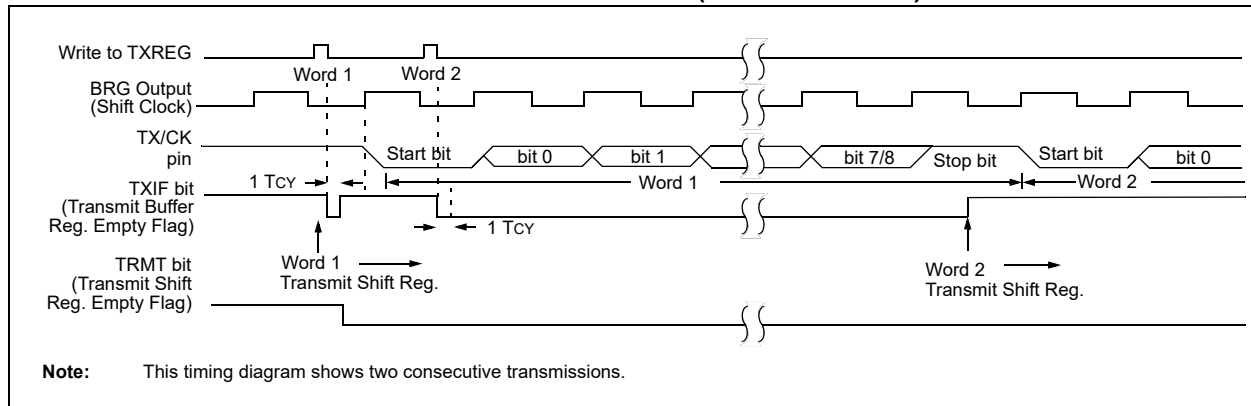 Write to TXREG
Word 1 Word 2
BRG Output
(Shift Clock)
TX/CK
pin
Start bit bit 0 bit 1 bit 7/8 Stop bit Start bit bit 0
1 TCY
Word 1 Word 2
TXIF bit
(Transmit Buffer
Reg. Empty Flag)
1 TCY
Word 1
Transmit Shift Reg.
Word 2
Transmit Shift Reg.
TRMT bit
(Transmit Shift
Reg. Empty Flag)
Note: This timing diagram shows two consecutive transmissions.